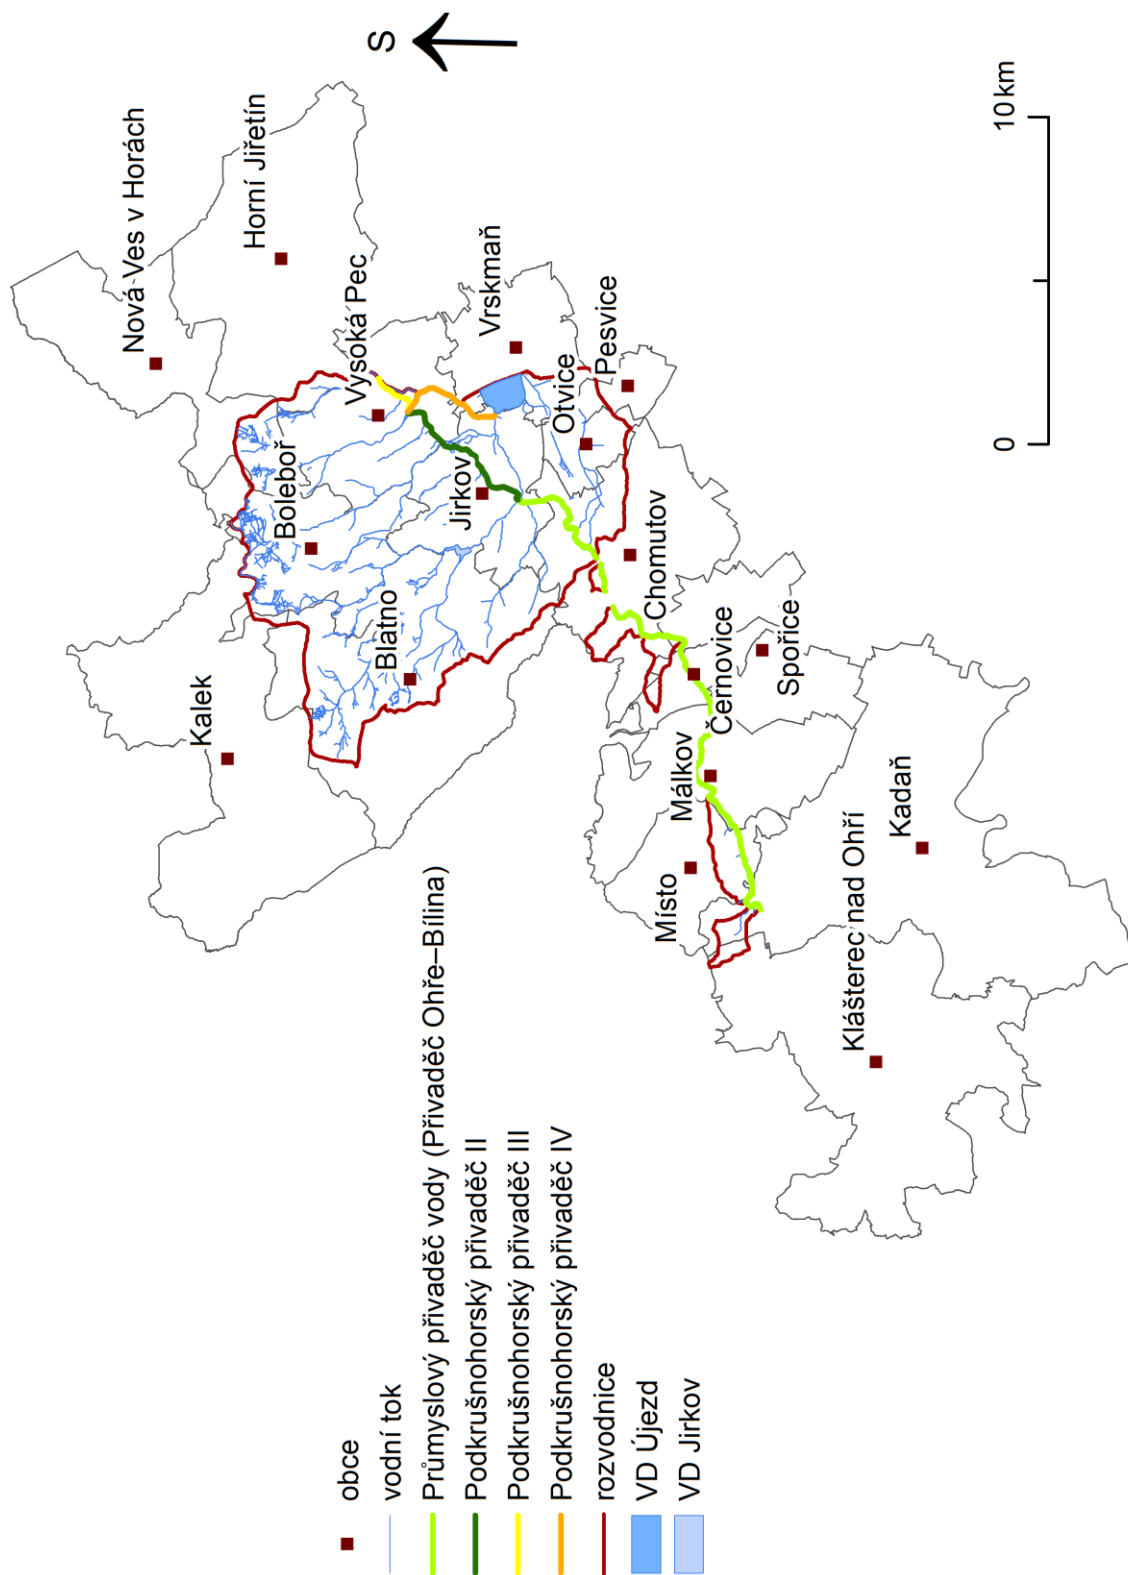 S
Nová Ves v Horách
Horní Jiřetín
Kalek
Boleboř
Vysoká Pec
Blatno
Jirkov
Vrskmaň
Otvice
Pesvice
Chomutov
Místo
Málkov
Černovice
Spořice
Klášterec nad Ohří
Kadaň
0
10 km
obce
vodní tok
Průmyslový přivaděč vody (Přivaděč Ohře–Bílina)
Podkrušnohorský přivaděč II
Podkrušnohorský přivaděč III
Podkrušnohorský přivaděč IV
rozvodnice
VD Újezd
VD Jirkov